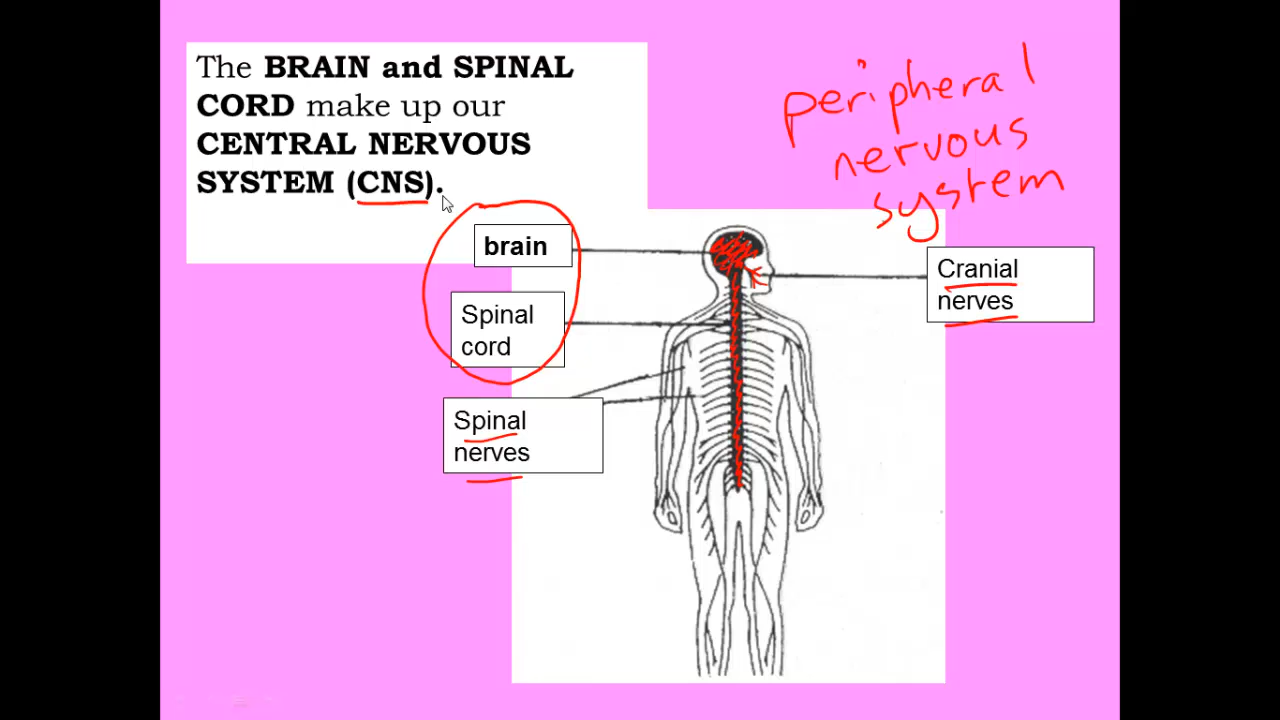 The BRAIN and SPINAL
CORD make up our
CENTRAL NERVOUS
SYSTEM (CNS).
peripheral
nervous
system
brain
Spinal
cord
Spinal
nerves
Cranial
nerves